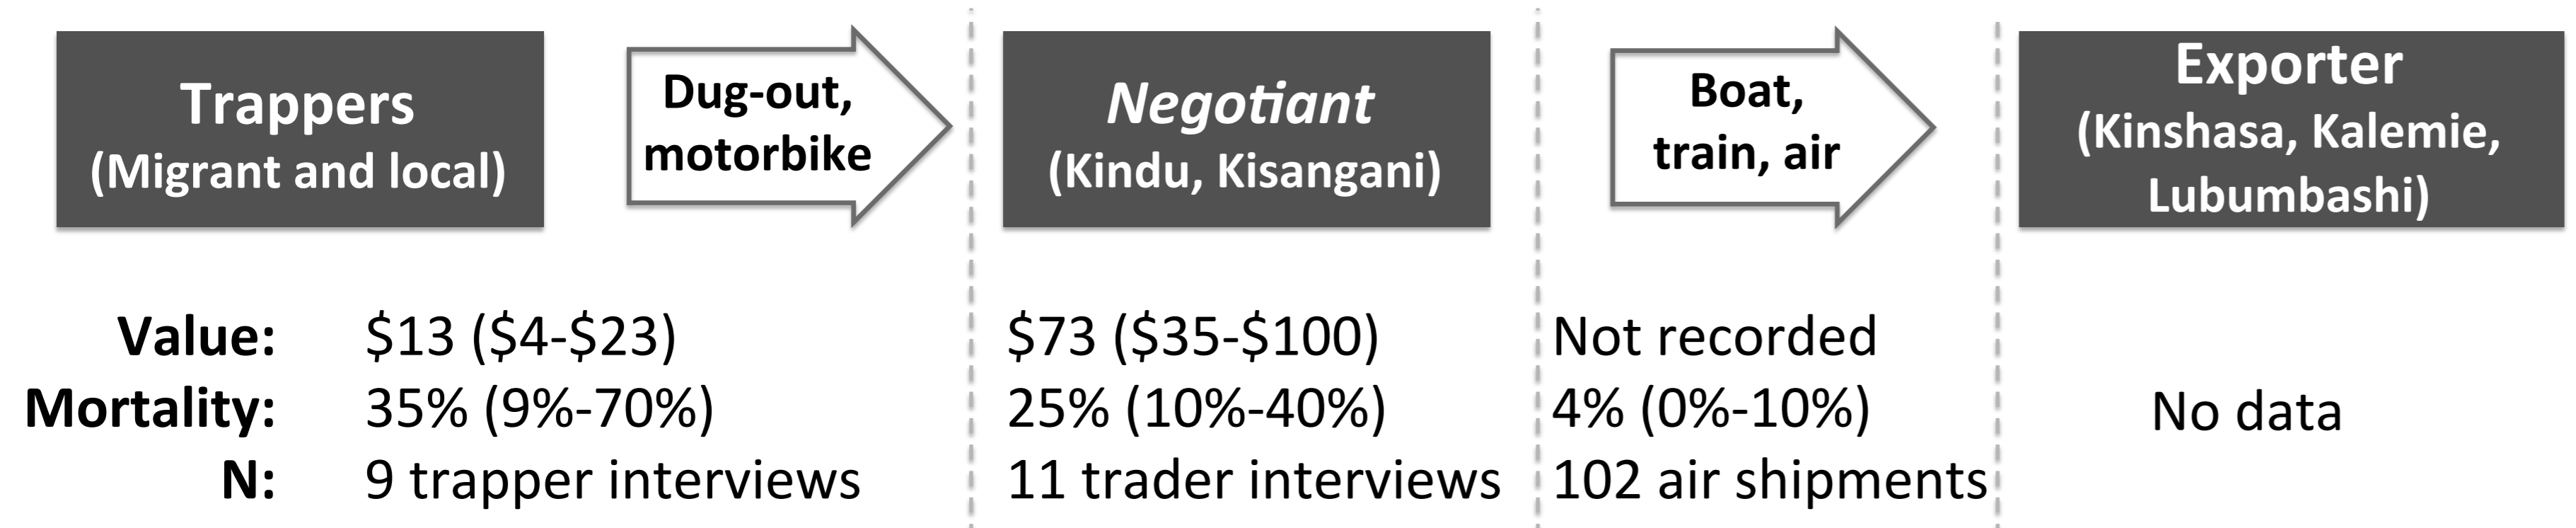 Trappers
(Migrant and local)
Dug-out,
motorbike
Negotiant
(Kindu, Kisangani)
Boat,
train, air
Exporter
(Kinshasa, Kalemie,
Lubumbashi)
Value: $13 ($4-$23) $73 ($35-$100) Not recorded
Mortality: 35% (9%-70%) 25% (10%-40%) 4% (0%-10%) No data
N: 9 trapper interviews 11 trader interviews 102 air shipments